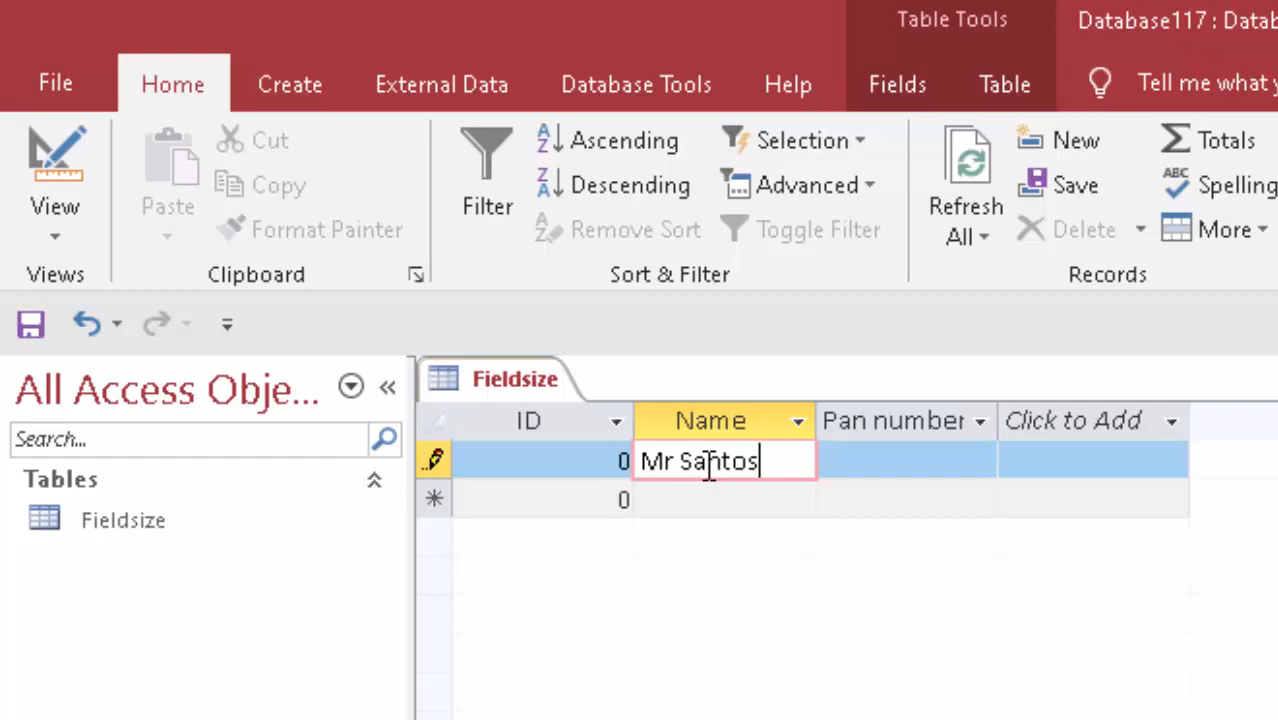 Table Tools Database117 : Datab
File Home Create External Data Database Tools Help Fields Table Tell me what y
Cut Ascending Selection New Totals
Copy Descending Advanced Save Spelling
View Paste Format Painter Filter Remove Sort Toggle Filter Refresh All Delete More
Views Clipboard Sort & Filter Records
All Access Obje... Fieldsize
ID Name Pan number Click to Add
Search...
0 Mr Santos
Tables
0
Fieldsize